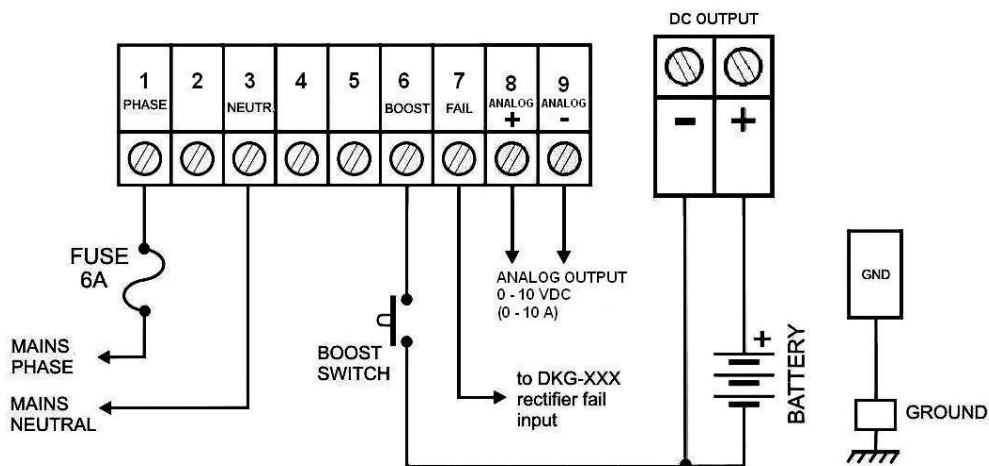 DC OUTPUT
1 2 3 4 5 6 7 8 9
PHASE NEUTR. BOOST FAIL ANALOG ANALOG
+ -
- +
FUSE
6A
MAINS
PHASE
MAINS
NEUTRAL
BOOST
SWITCH
ANALOG OUTPUT
0 - 10 VDC
(0 - 10 A)
to DKG-XXX
rectifier fail
input
+
BATTERY
GND
GROUND